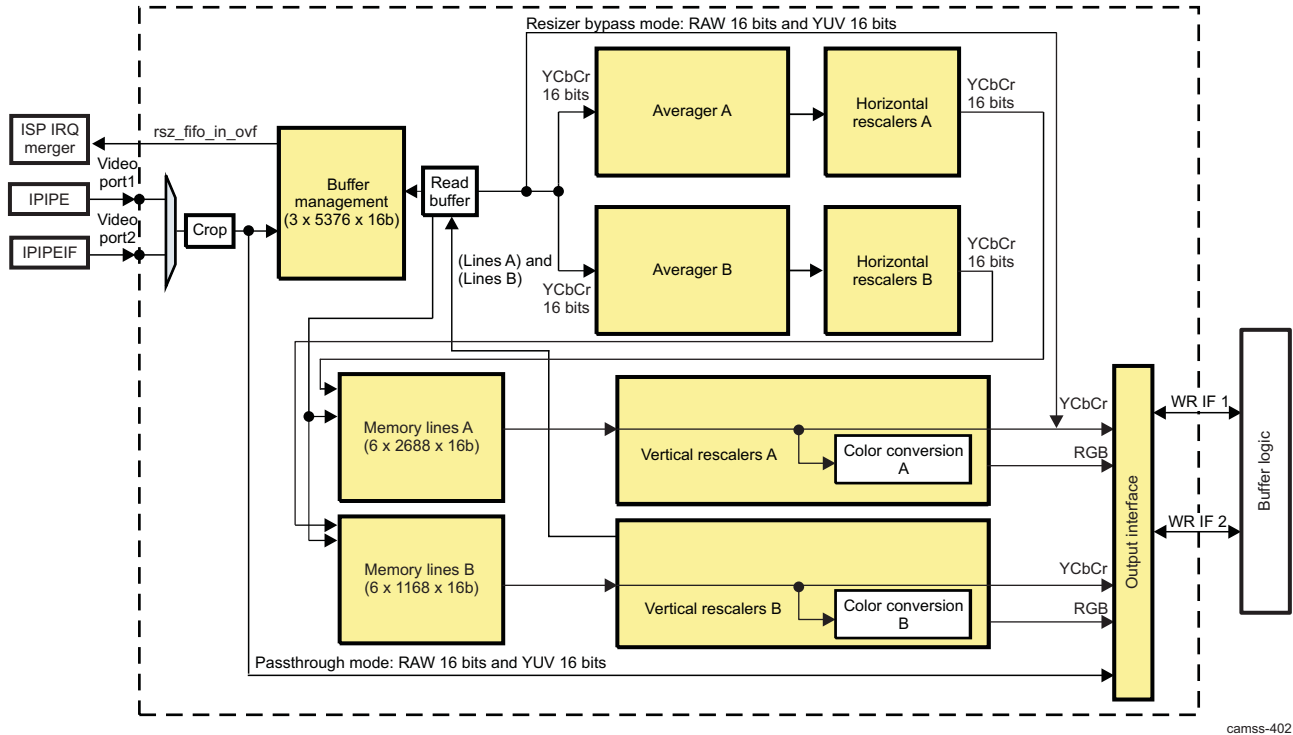 Resizer bypass mode: RAW 16 bits and YUV 16 bits
YCbCr
16 bits
Averager A
Horizontal
rescalers A
YCbCr
16 bits
ISP IRQ
merger
rsz_fifo_in_ovf
Video
port1
IPIPE
Video
port2
IPIPEIF
Crop
Buffer
management
(3 x 5376 x 16b)
Read
buffer
(Lines A) and
(Lines B)
YCbCr
16 bits
Averager B
Horizontal
rescalers B
YCbCr
16 bits
Memory lines A
(6 x 2688 x 16b)
Vertical rescalers A
Color conversion
A
YCbCr
RGB
Memory lines B
(6 x 1168 x 16b)
Vertical rescalers B
Color conversion
B
YCbCr
RGB
Output interface
WR IF 1
WR IF 2
Buffer logic
Passthrough mode: RAW 16 bits and YUV 16 bits
camss-402